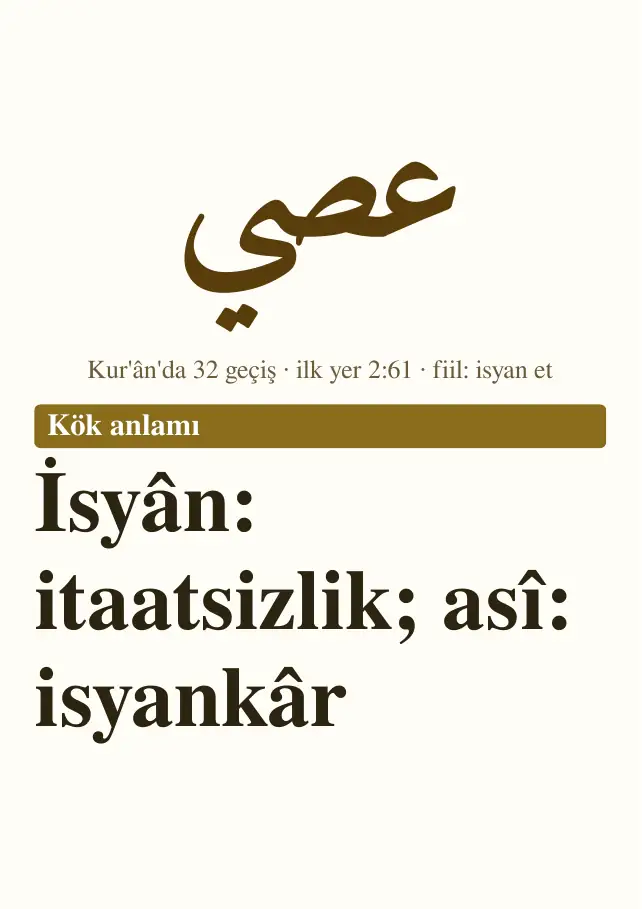 عصي
Kur'ân'da 32 geçiş · ilk yer 2:61 · fiil: isyan et
Kök anlamı
İsyân:
itaatsizlik; asî:
isyankâr